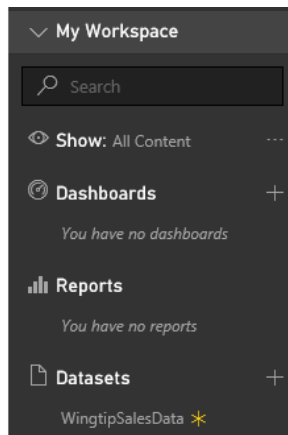 My Workspace
Search
Show: All Content
Dashboards
You have no dashboards
Reports
You have no reports
Datasets
WingtipSalesData